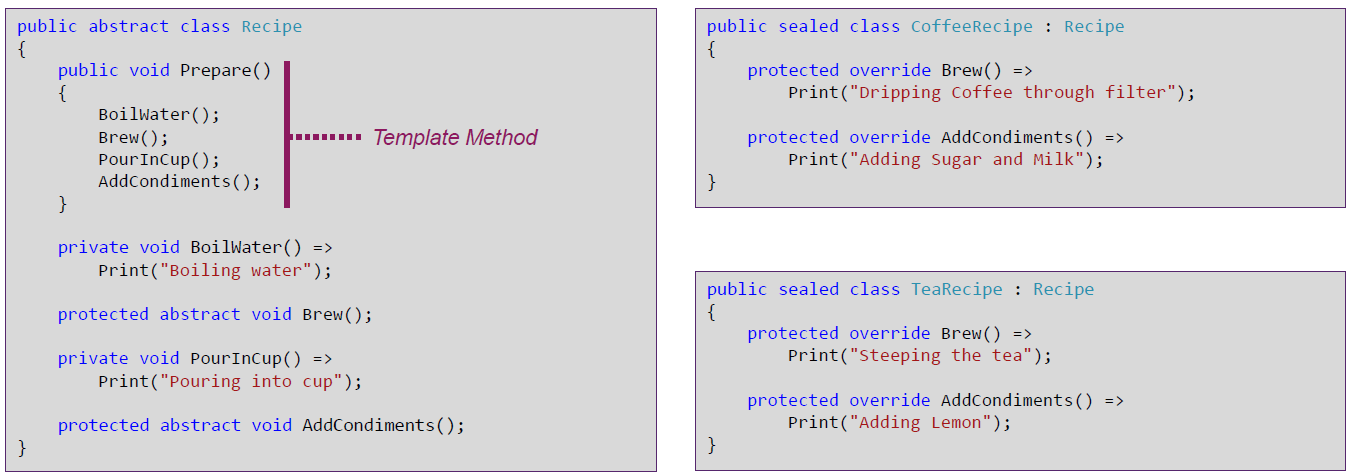 public abstract class Recipe
{
    public void Prepare()
    {
        BoilWater();
        Brew();
        PourInCup();
        AddCondiments();
    }
    private void BoilWater() =>
        Print("Boiling water");
    protected abstract void Brew();
    private void PourInCup() =>
        Print("Pouring into cup");
    protected abstract void AddCondiments();
}
Template Method
public sealed class CoffeeRecipe : Recipe
{
    protected override Brew() =>
        Print("Dripping Coffee through filter");
    protected override AddCondiments() =>
        Print("Adding Sugar and Milk");
}
public sealed class TeaRecipe : Recipe
{
    protected override Brew() =>
        Print("Steeping the tea");
    protected override AddCondiments() =>
        Print("Adding Lemon");
}